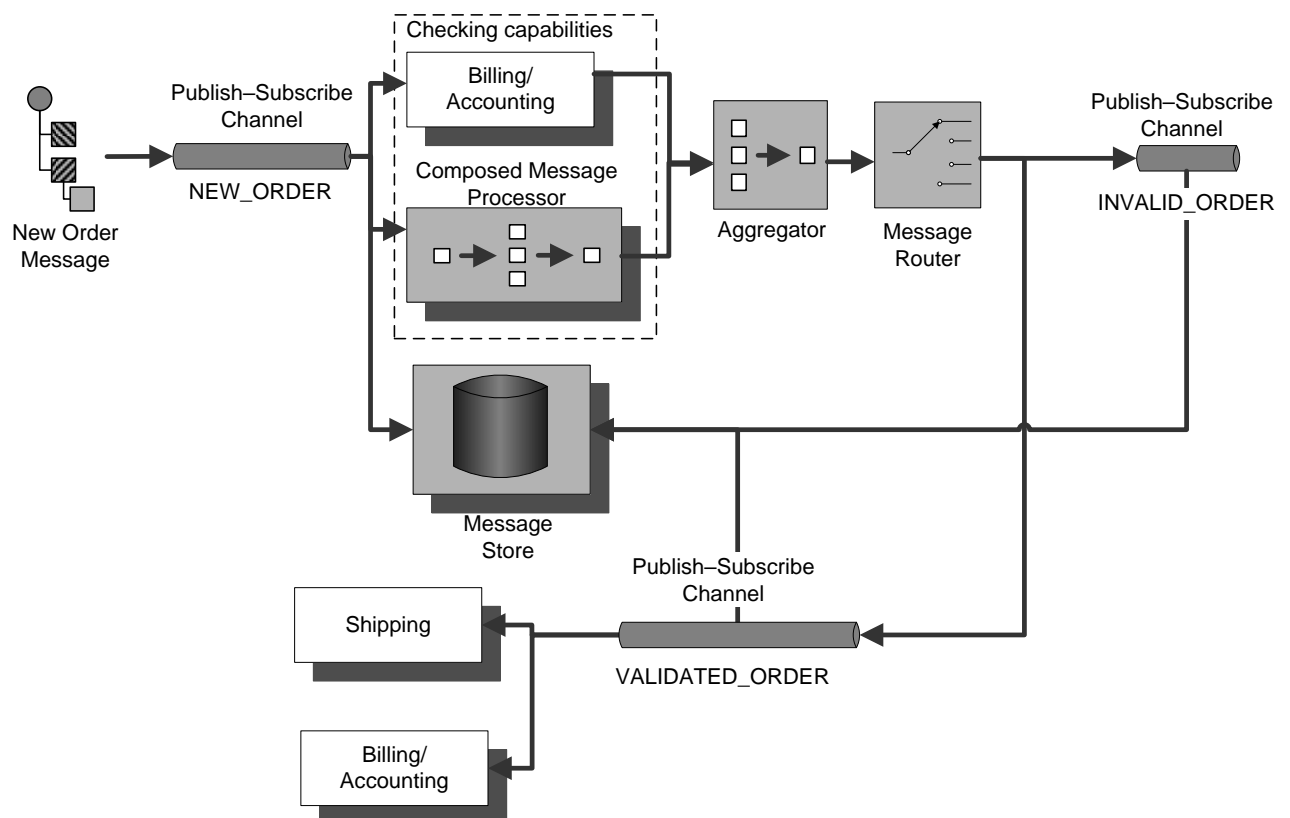 Checking capabilities
Billing/
Accounting
Publish–Subscribe
Channel
NEW_ORDER
New Order
Message
Composed Message
Processor
Aggregator
Message
Router
Publish–Subscribe
Channel
INVALID_ORDER
Message
Store
Publish–Subscribe
Channel
VALIDATED_ORDER
Shipping
Billing/
Accounting